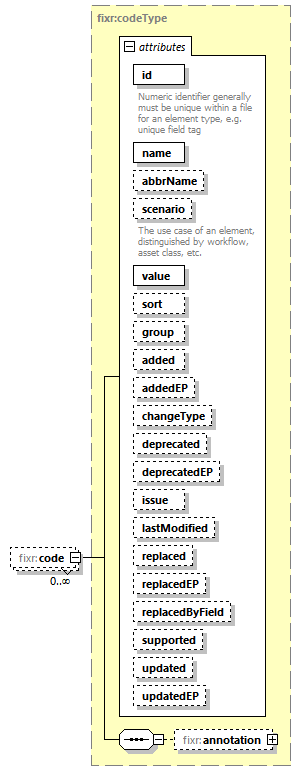 fixr:codeType
attributes
id
Numeric identifier generally
must be unique within a file
for an element type, e.g.
unique field tag
name
abbrName
scenario
The use case of an element,
distinguished by workflow,
asset class, etc.
value
sort
group
added
addedEP
changeType
deprecated
deprecatedEP
issue
lastModified
fixr:code
0..∞
replaced
replacedEP
replacedByField
supported
updated
updatedEP
fixr:annotation